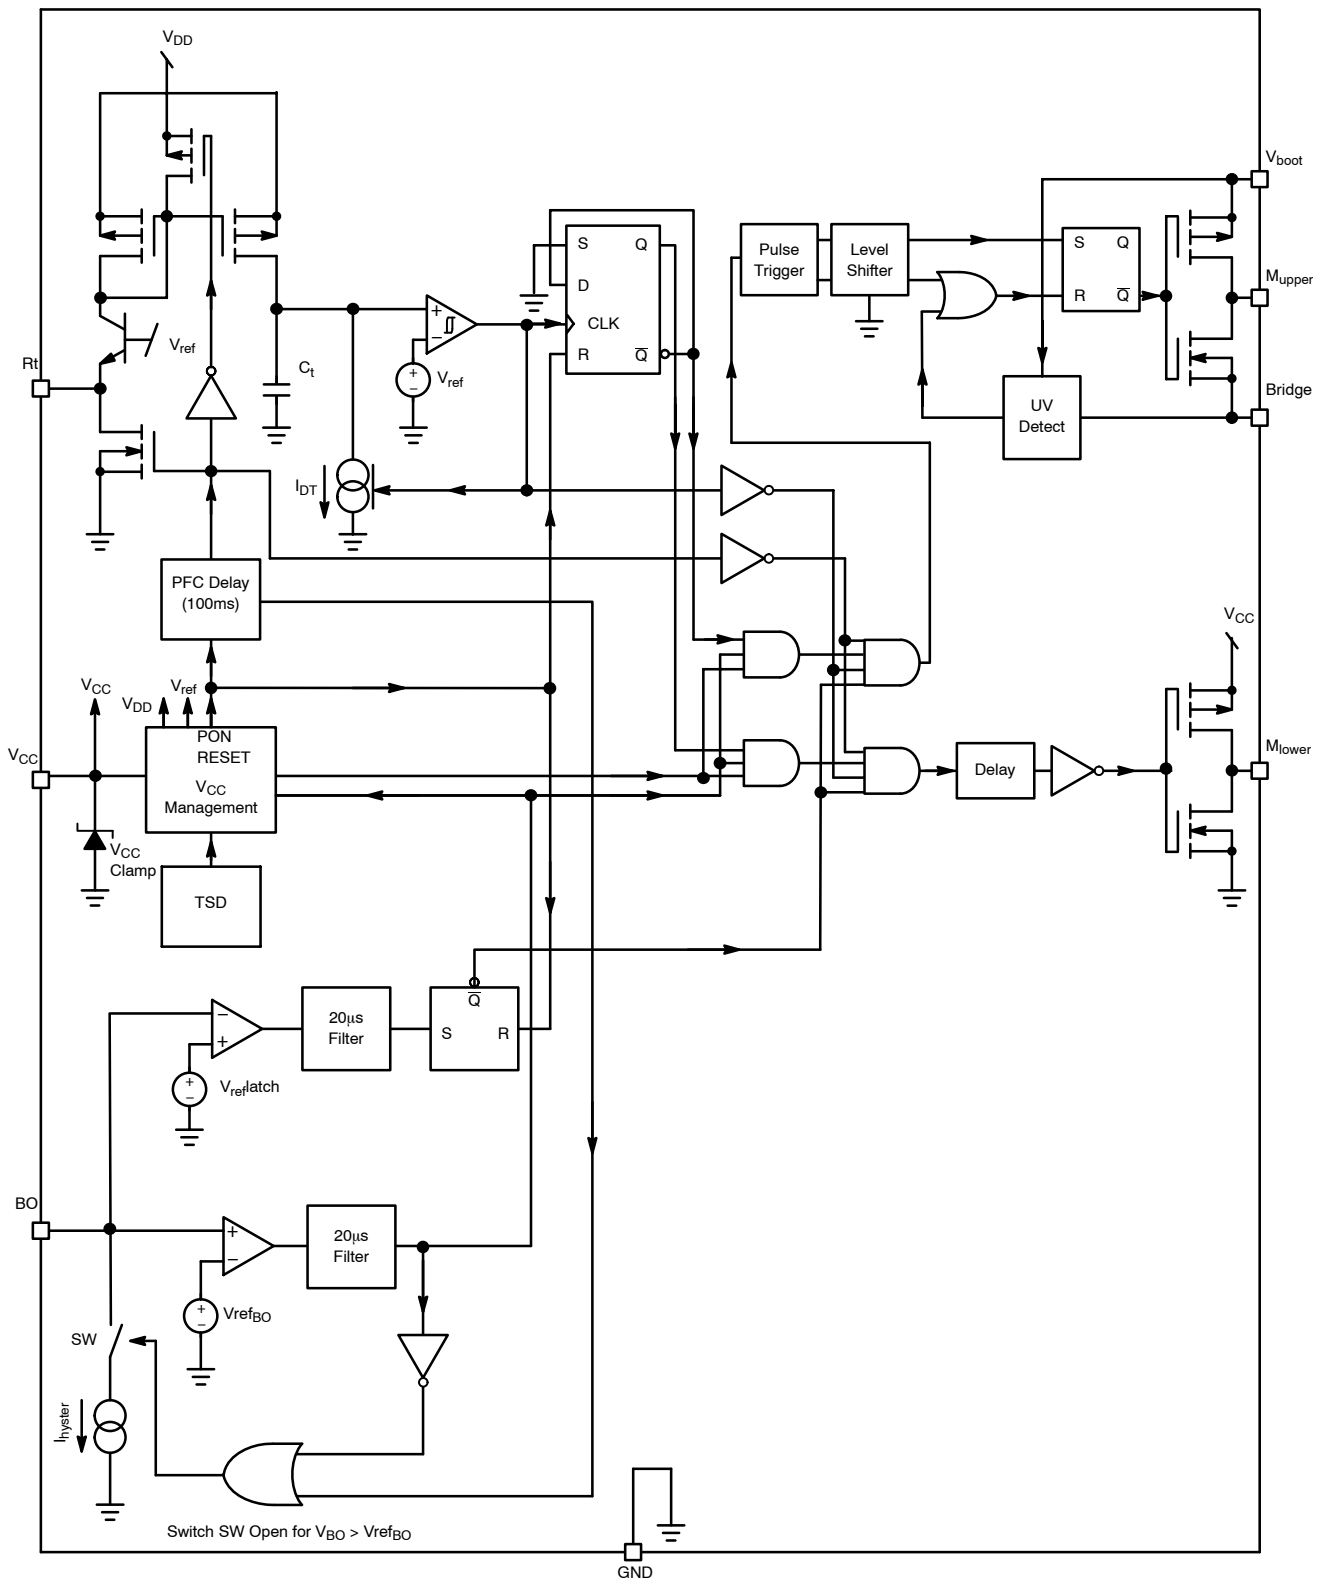 VDD
Vboot
S Q
D
CLK
R Q
Pulse
Trigger
Level
Shifter
S Q
R Q
Mupper
Vref
Rt
Ct
+
−
+
−
Vref
Bridge
UV
Detect
IDT
PFC Delay
(100ms)
VCC
VCC
VDD
Vref
PON
RESET
VCC
Mlower
VCC
Management
Delay
VCC
Clamp
TSD
Q
S R
20μs
Filter
−
+
+
−
Vreflatch
BO
+
−
20μs
Filter
+
−
VrefBO
SW
Ihyster
Switch SW Open for VBO > VrefBO
GND